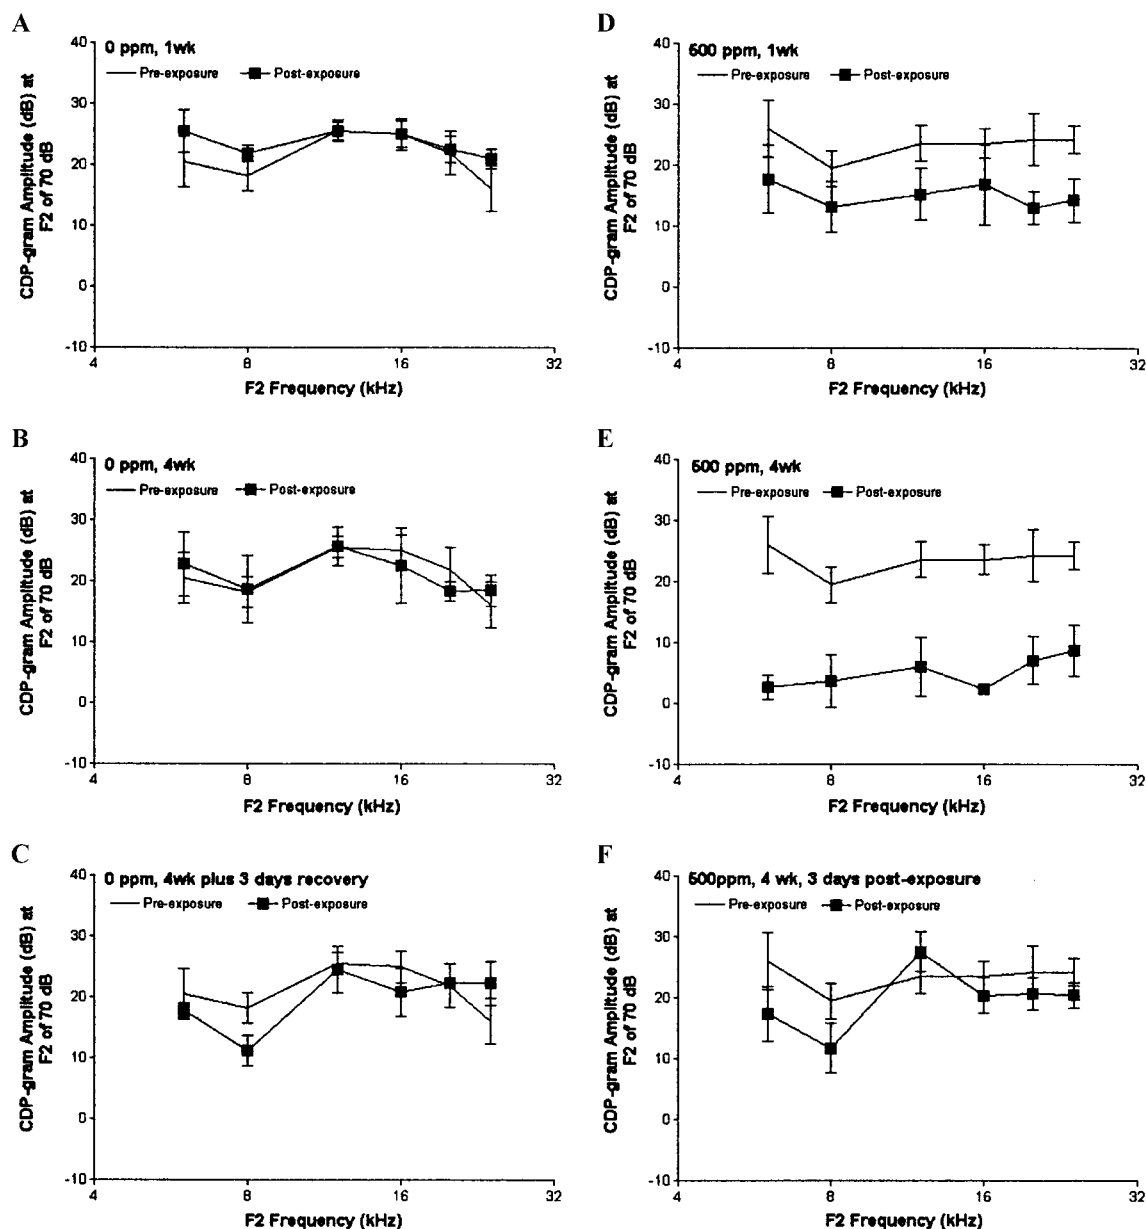 A
0 ppm, 1wk
Pre-exposure
Post-exposure
CDP-gram Amplitude (dB) at
F2 of 70 dB
40
30
20
10
0
-10
4
8
16
32
F2 Frequency (kHz)
B
0 ppm, 4wk
Pre-exposure
Post-exposure
CDP-gram Amplitude (dB) at
F2 of 70 dB
40
30
20
10
0
-10
4
8
16
32
F2 Frequency (kHz)
C
0 ppm, 4wk plus 3 days recovery
Pre-exposure
Post-exposure
CDP-gram Amplitude (dB) at
F2 of 70 dB
40
30
20
10
0
-10
4
8
16
32
F2 Frequency (kHz)
D
600 ppm, 1wk
Pre-exposure
Post-exposure
CDP-gram Amplitude (dB) at
F2 of 70 dB
40
30
20
10
0
-10
4
8
16
32
F2 Frequency (kHz)
E
600 ppm, 4wk
Pre-exposure
Post-exposure
CDP-gram Amplitude (dB) at
F2 of 70 dB
40
30
20
10
0
-10
4
8
16
32
F2 Frequency (kHz)
F
600ppm, 4 wk, 3 days post-exposure
Pre-exposure
Post-exposure
CDP-gram Amplitude (dB) at
F2 of 70 dB
40
30
20
10
0
-10
4
8
16
32
F2 Frequency (kHz)